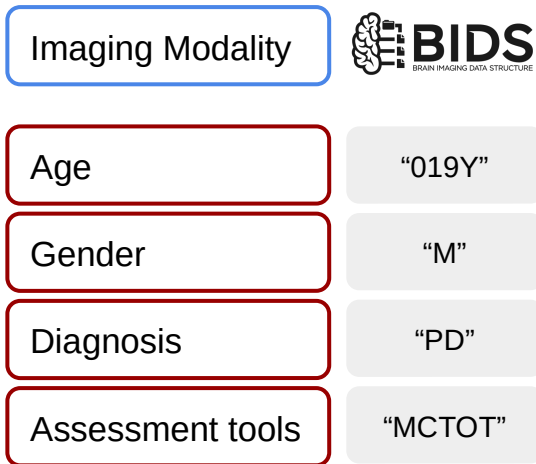 Imaging Modality
BIDS
BRAIN IMAGING DATA STRUCTURE
Age
“019Y”
Gender
“M”
Diagnosis
“PD”
Assessment tools
“MCTOT”